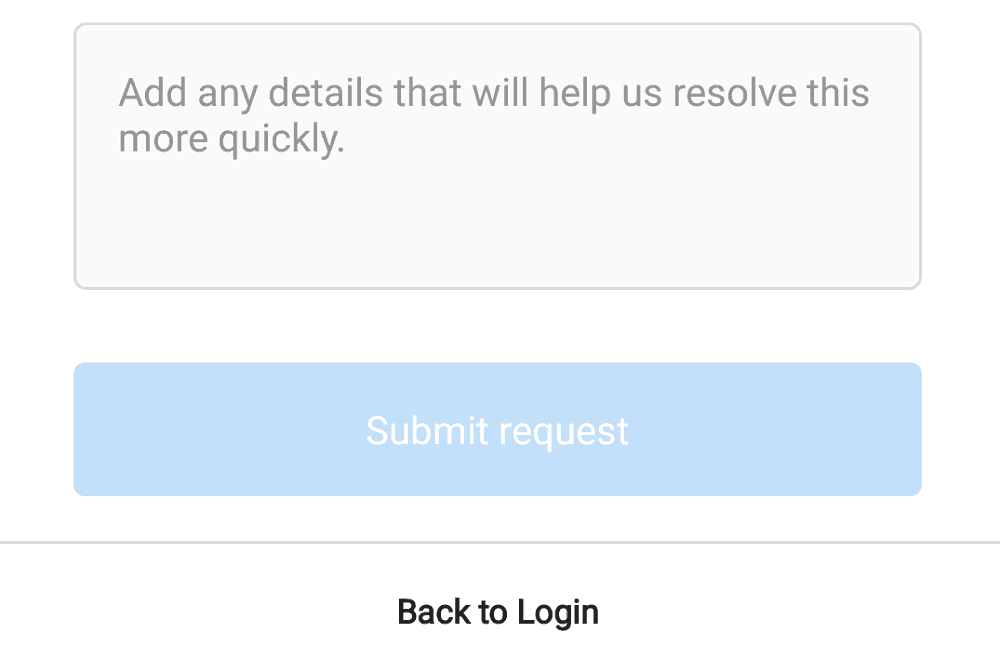 Add any details that will help us resolve this
more quickly.
Submit request
Back to Login